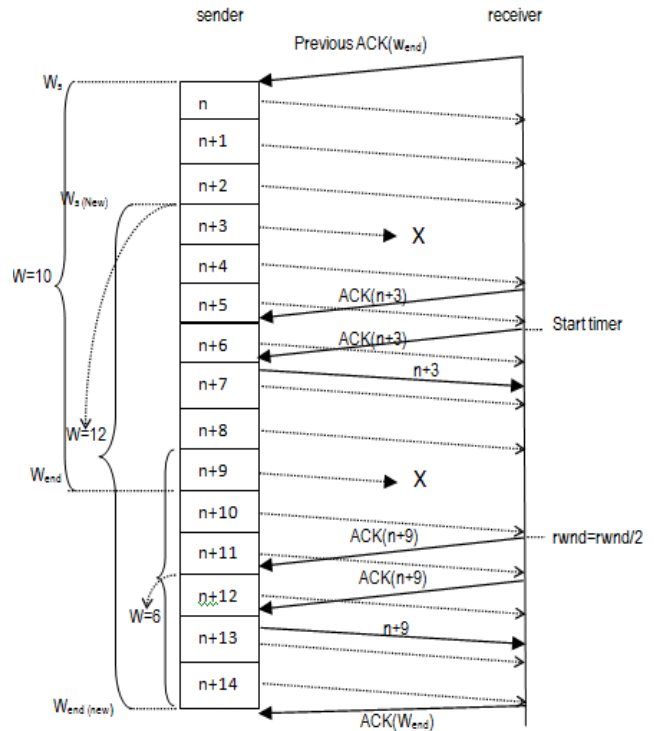 sender
receiver
Previous ACK(wend)
Ws
n
n+1
n+2
Ws (New)
n+3
X
n+4
W=10
ACK(n+3)
n+5
Start timer
ACK(n+3)
n+6
n+3
n+7
W=12
n+8
Wend
n+9
X
n+10
ACK(n+9)
rwnd=rwnd/2
n+11
ACK(n+9)
n+12
W=6
n+9
n+13
n+14
Wend (new)
ACK(Wend)